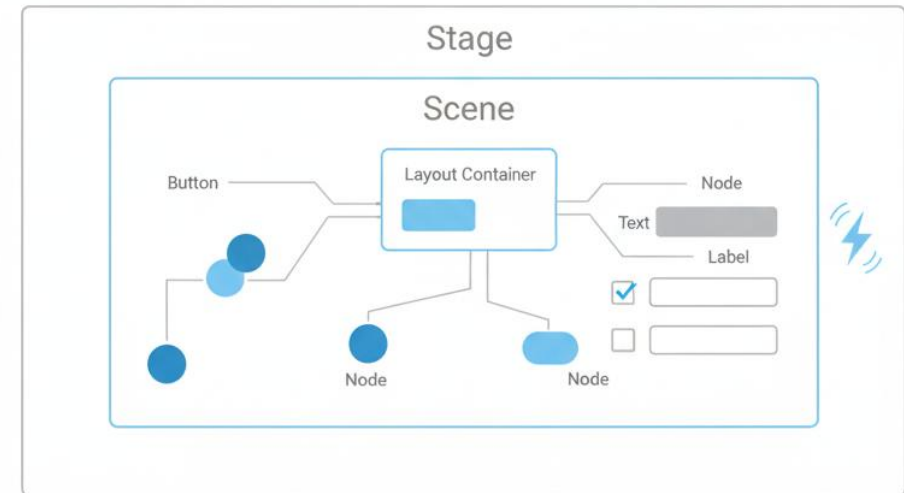 Stage
Scene
Layout Container
Button
Node
Text
Label
Node
Node